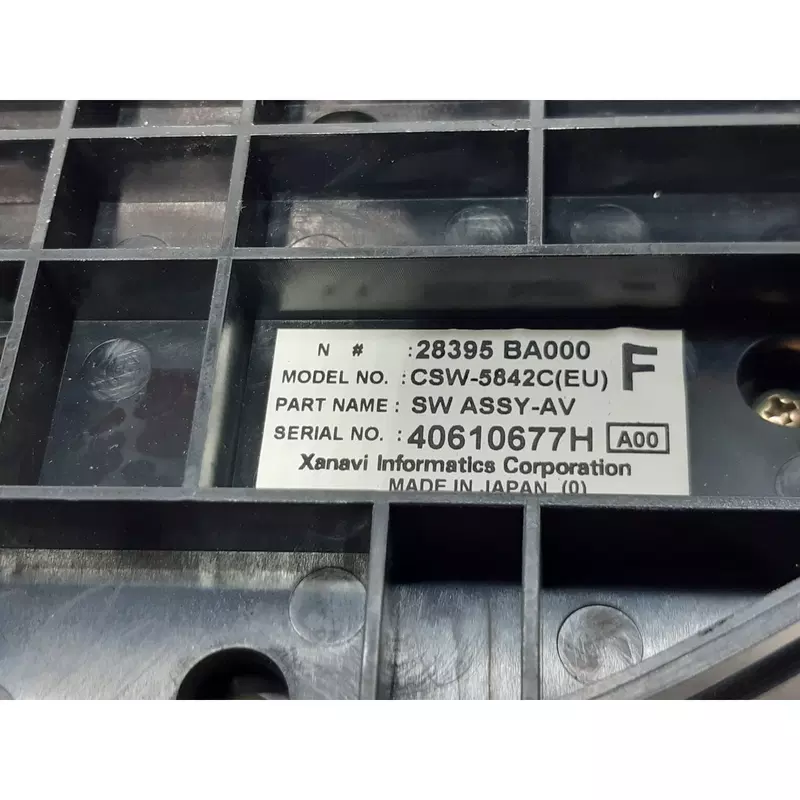 N # : 28395 BA000
MODEL NO. : CSW-5842C(EU) F
PART NAME : SW ASSY-AV
SERIAL NO. : 40610677H A00
Xanavi Informatics Corporation
MADE IN JAPAN (0)